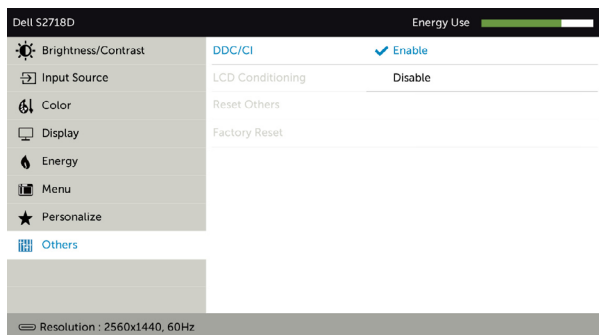 Dell S2718D Energy Use
Brightness/Contrast DDC/CI Enable
Input Source LCD Conditioning Disable
Color Reset Others
Display Factory Reset
Energy
Menu
Personalize
Others
Resolution : 2560x1440, 60Hz